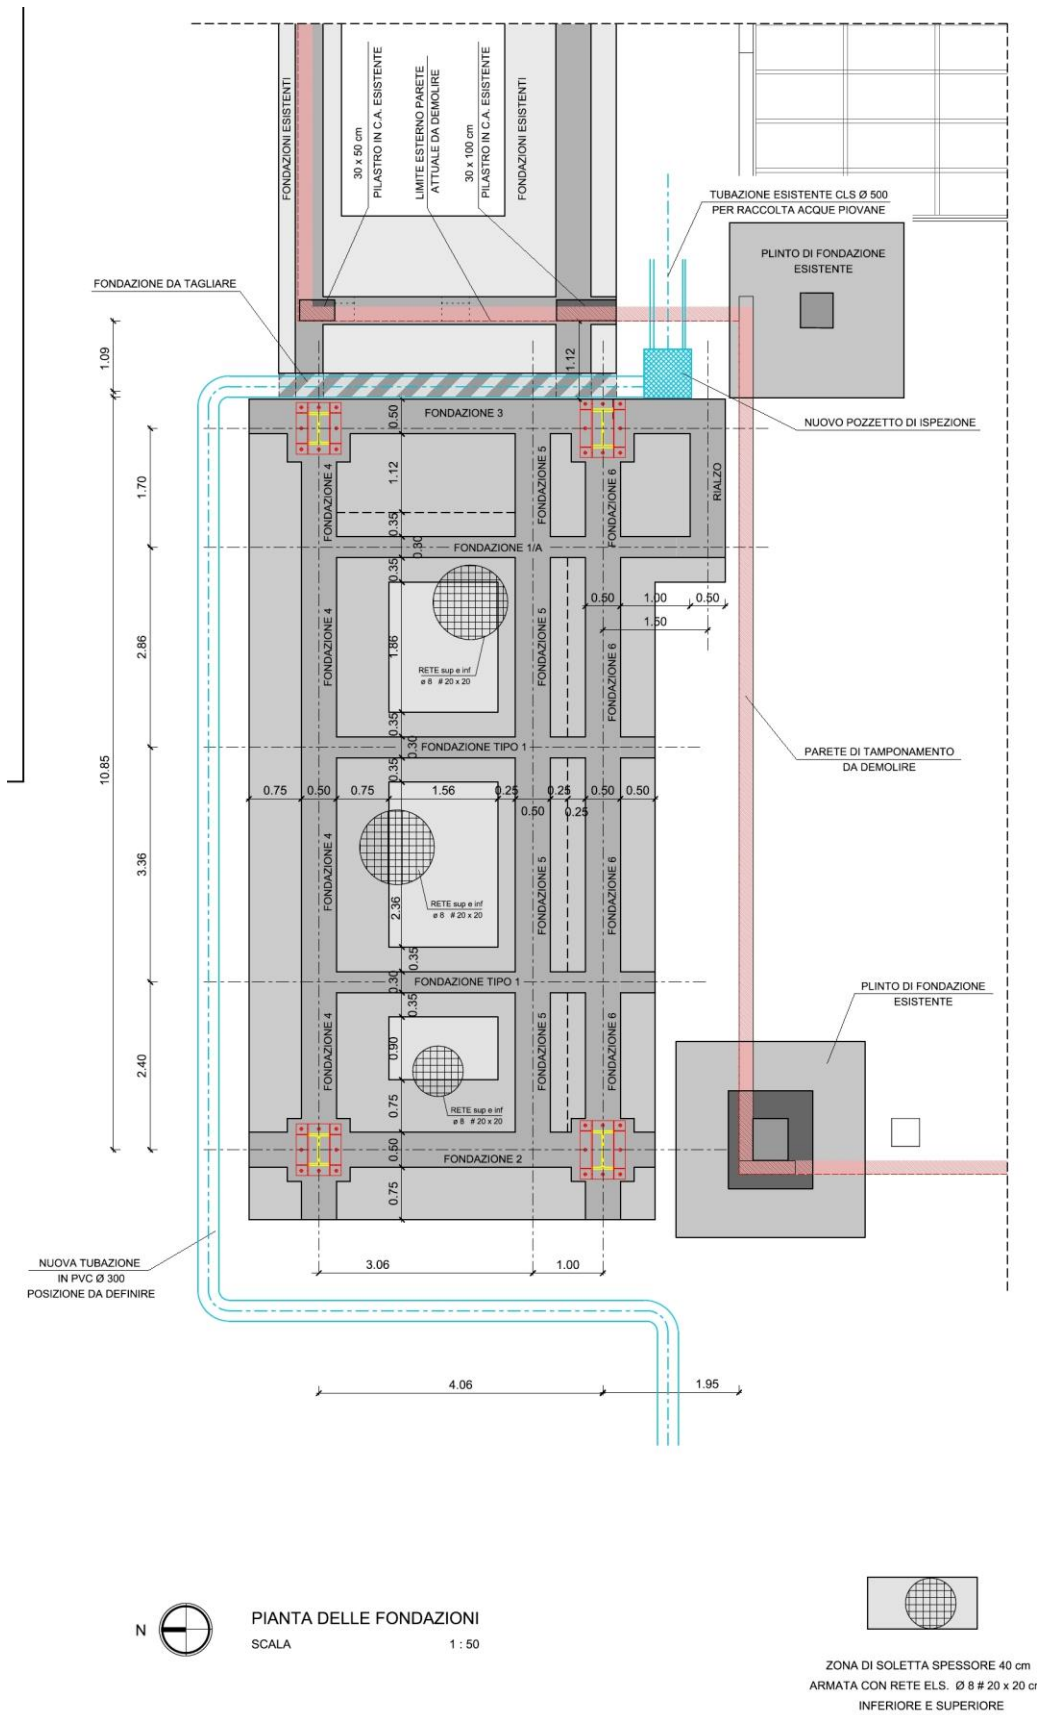 FONDAZIONI ESISTENTI
30 x 50 cm
PILASTRO IN C.A. ESISTENTE
LIMITE ESTERNO PARETE
ATTUALE DA DEMOLIRE
30 x 100 cm
PILASTRO IN C.A. ESISTENTE
FONDAZIONI ESISTENTI
TUBAZIONE ESISTENTE CLS Ø 500
PER RACCOLTA ACQUE PIOVANE
PLINTO DI FONDAZIONE
ESISTENTE
FONDAZIONE DA TAGLIARE
1.09
1.12
NUOVO POZZETTO DI ISPEZIONE
FONDAZIONE 3
0.50
1.12
0.35
0.30
0.35
1.70
FONDAZIONE 4
FONDAZIONE 5
FONDAZIONE 6
RIALZO
FONDAZIONE 1/A
0.50
1.00
0.50
1.50
2.86
FONDAZIONE 4
1.86
RETE sup e inf
ø 8 # 20 x 20
FONDAZIONE 5
FONDAZIONE 6
0.35
0.30
0.35
FONDAZIONE TIPO 1
PARETE DI TAMPONAMENTO
DA DEMOLIRE
10.85
0.75
0.50
0.75
1.56
0.25
0.50
0.25
0.25
0.50
0.50
3.36
FONDAZIONE 4
2.36
RETE sup e inf
ø 8 # 20 x 20
FONDAZIONE 5
FONDAZIONE 6
0.35
0.30
0.35
FONDAZIONE TIPO 1
PLINTO DI FONDAZIONE
ESISTENTE
2.40
FONDAZIONE 4
0.90
FONDAZIONE 5
FONDAZIONE 6
RETE sup e inf
ø 8 # 20 x 20
0.75
0.50
0.75
FONDAZIONE 2
NUOVA TUBAZIONE
IN PVC Ø 300
POSIZIONE DA DEFINIRE
3.06
1.00
4.06
1.95
N
PIANTA DELLE FONDAZIONI
SCALA 1 : 50
ZONA DI SOLETTA SPESSORE 40 cm
ARMATA CON RETE ELS. Ø 8 # 20 x 20
INFERIORE E SUPERIORE